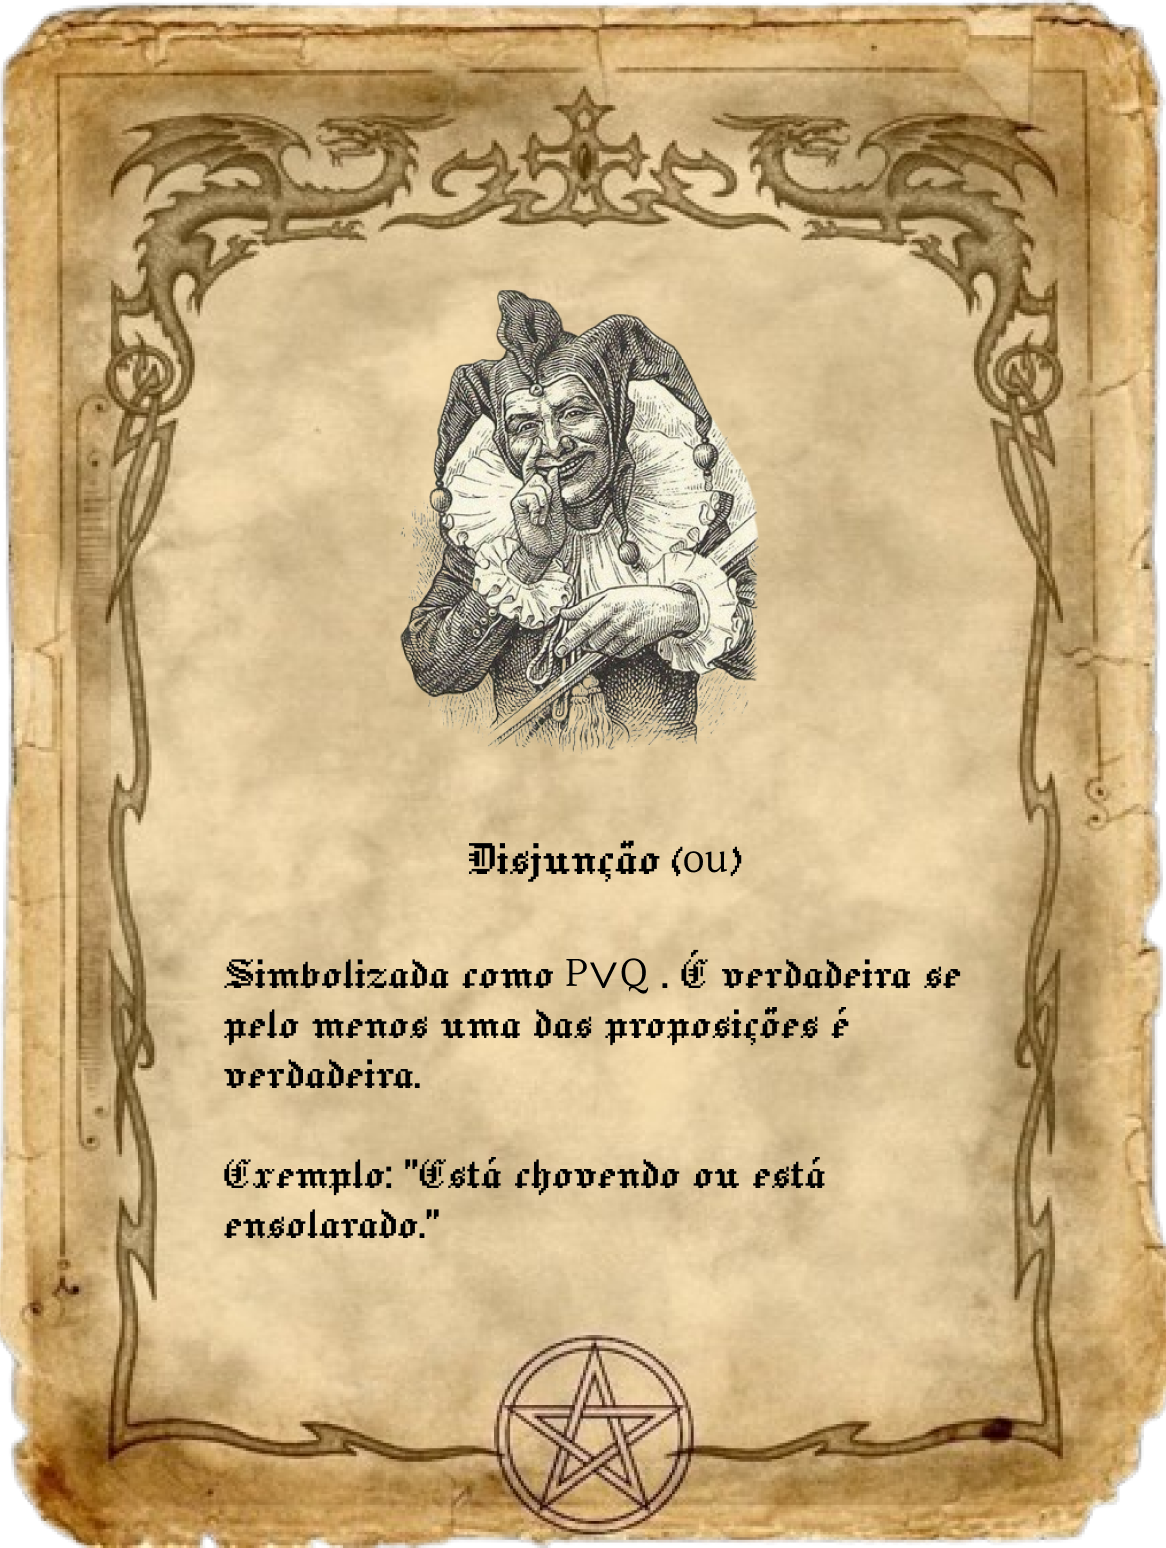 Disjunção (ou)
Simbolizada como P∨Q . É verdadeira se
pelo menos uma das proposições é
verdadeira.
Exemplo: "Está chovendo ou está
ensolarado."